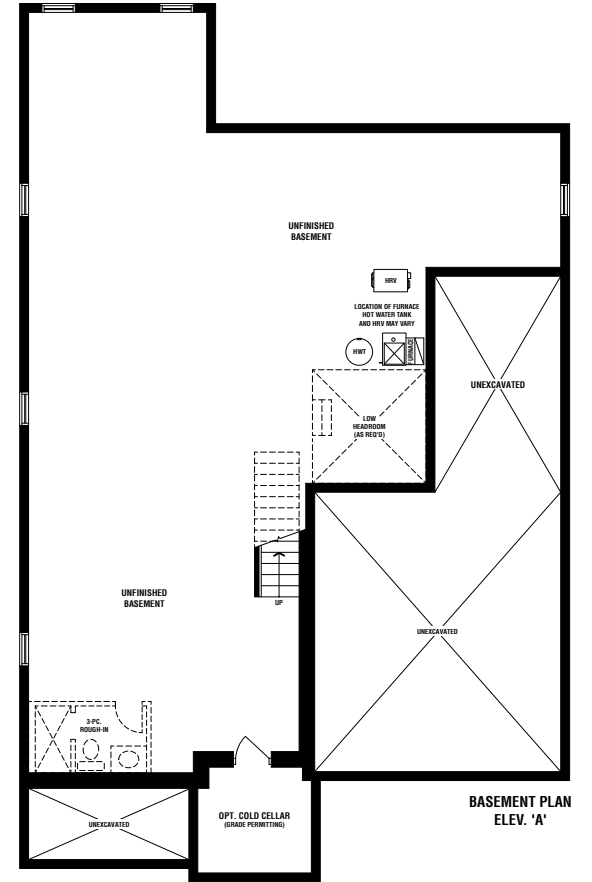 UNFINISHED
BASEMENT
HRV
LOCATION OF FURNACE
HOT WATER TANK
AND HRV MAY VARY
HWT
FURNACE
UNEXCAVATED
LOW
HEADROOM
(AS REQ'D)
UP
UNFINISHED
BASEMENT
UNEXCAVATED
3-PC.
ROUGH-IN
UNEXCAVATED
OPT. COLD CELLAR
(GRADE PERMITTING)
BASEMENT PLAN
ELEV. 'A'